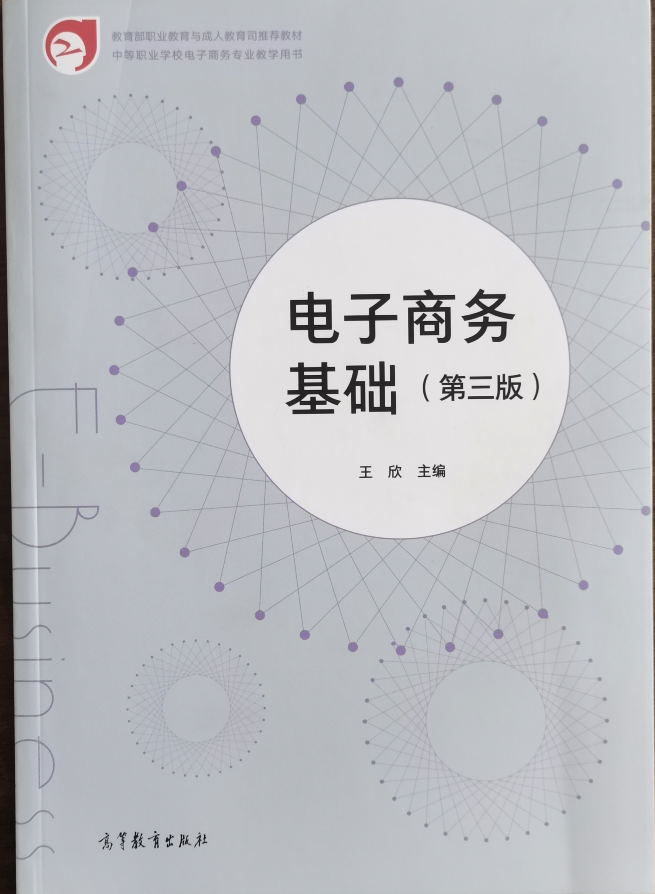 教育部职业教育与成人教育司推荐教材
中等职业学校电子商务专业教学用书
电子商务
基础（第三版）
王 欣 主编
E-Business
高等教育出版社